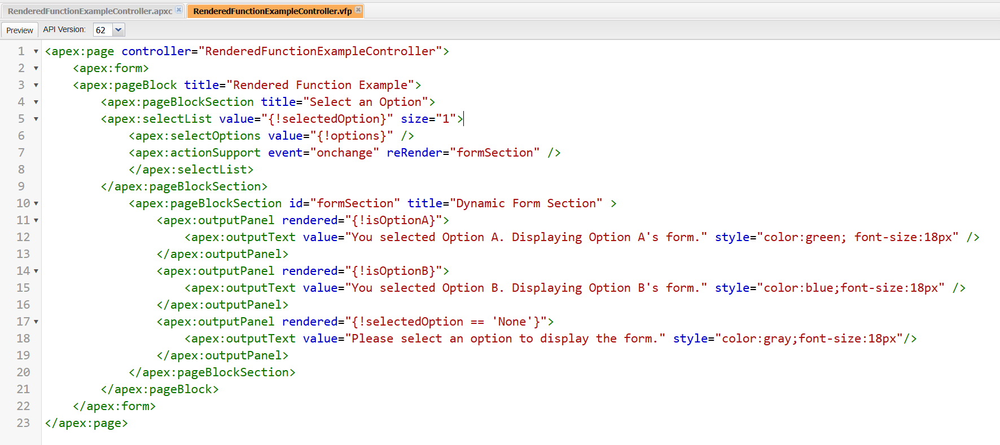 RenderedFunctionExampleController.apxc RenderedFunctionExampleController.vfp
Preview API Version: 62
1 <apex:page controller="RenderedFunctionExampleController">
2 <apex:form>
3 <apex:pageBlock title="Rendered Function Example">
4 <apex:pageBlockSection title="Select an Option">
5 <apex:selectList value="{!selectedOption}" size="1">
6 <apex:selectOptions value="{!options}" />
7 <apex:actionSupport event="onchange" reRender="formSection" />
8 </apex:selectList>
9 </apex:pageBlockSection>
10 <apex:pageBlockSection id="formSection" title="Dynamic Form Section" >
11 <apex:outputPanel rendered="{!isOptionA}">
12 <apex:outputText value="You selected Option A. Displaying Option A's form." style="color:green; font-size:18px" />
13 </apex:outputPanel>
14 <apex:outputPanel rendered="{!isOptionB}">
15 <apex:outputText value="You selected Option B. Displaying Option B's form." style="color:blue;font-size:18px" />
16 </apex:outputPanel>
17 <apex:outputPanel rendered="{!selectedOption == 'None'}">
18 <apex:outputText value="Please select an option to display the form." style="color:gray;font-size:18px"/>
19 </apex:outputPanel>
20 </apex:pageBlockSection>
21 </apex:pageBlock>
22 </apex:form>
23 </apex:page>